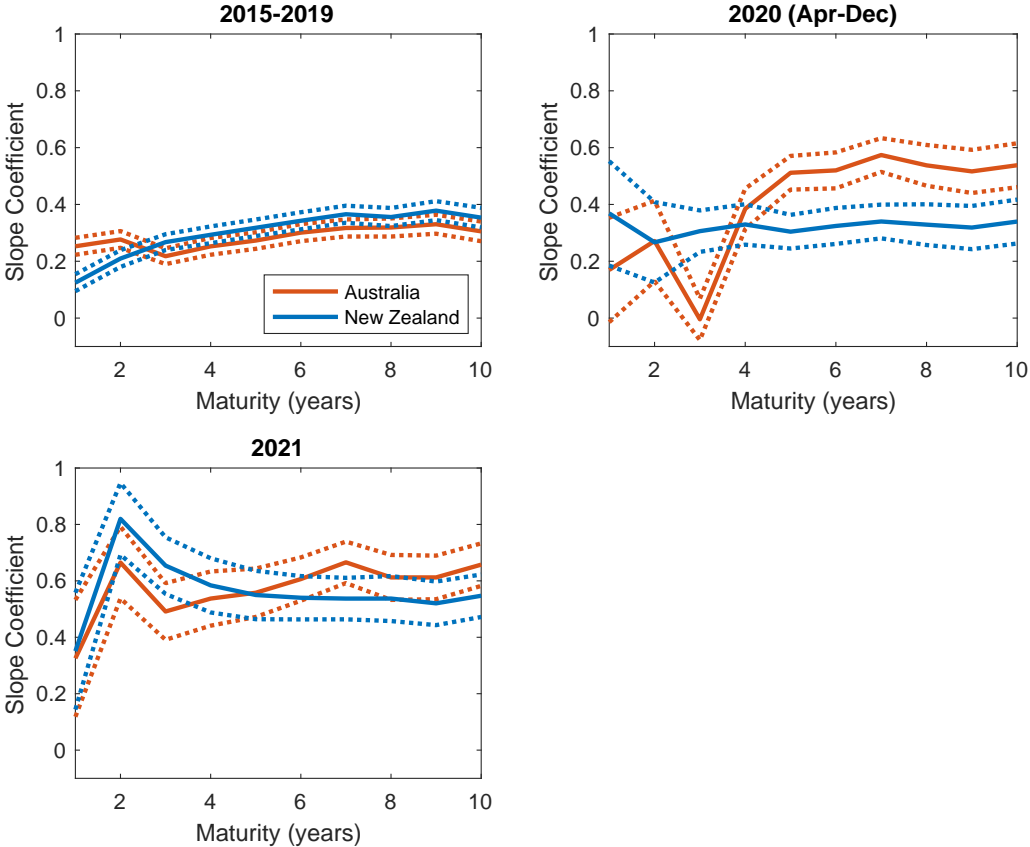 2015-2019
1
0.8
0.6
0.4
0.2
0
Slope Coefficient
Australia
New Zealand
2 4 6 8 10
Maturity (years)
2020 (Apr-Dec)
1
0.8
0.6
0.4
0.2
0
Slope Coefficient
2 4 6 8 10
Maturity (years)
2021
1
0.8
0.6
0.4
0.2
0
Slope Coefficient
2 4 6 8 10
Maturity (years)